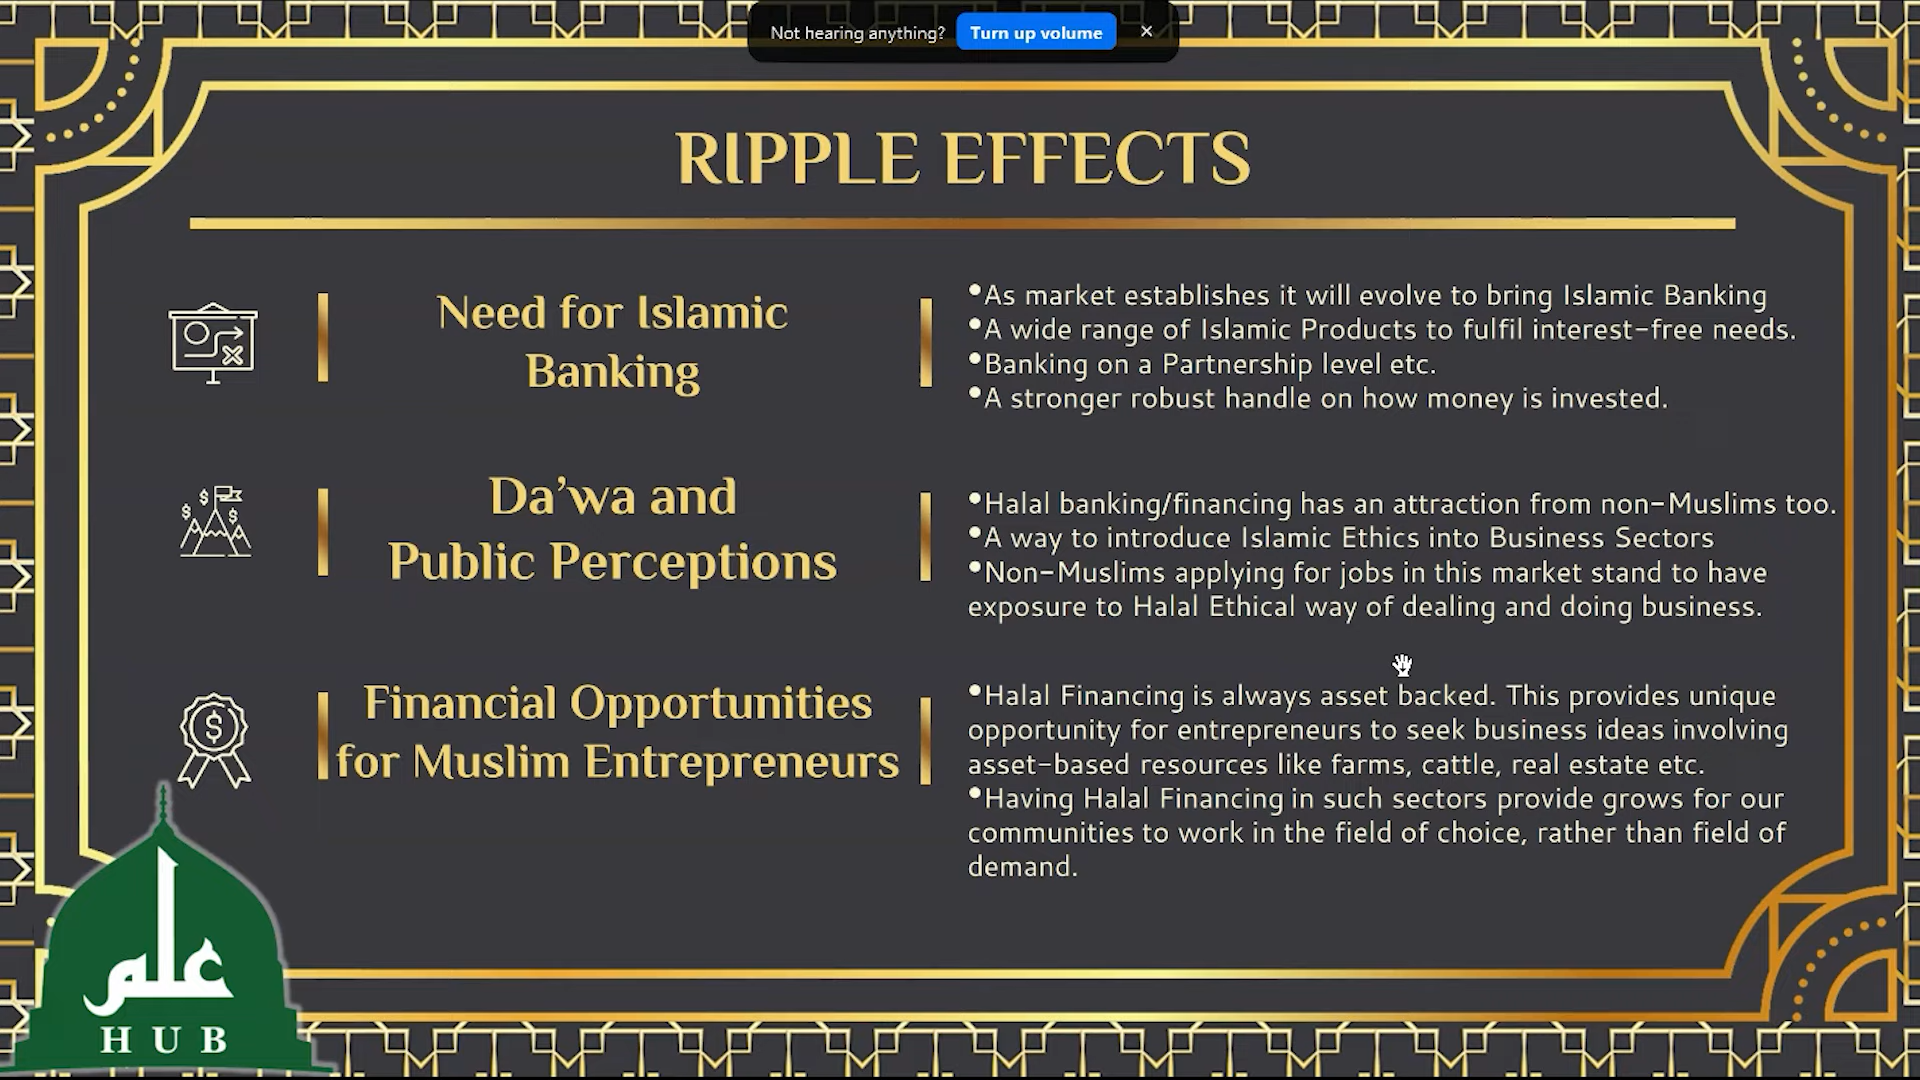 Not hearing anything? Turn up volume
RIPPLE EFFECTS
Need for Islamic
Banking
•As market establishes it will evolve to bring Islamic Banking
•A wide range of Islamic Products to fulfil interest-free needs.
•Banking on a Partnership level etc.
•A stronger robust handle on how money is invested.
Da'wa and
Public Perceptions
•Halal banking/financing has an attraction from non-Muslims too.
•A way to introduce Islamic Ethics into Business Sectors
•Non-Muslims applying for jobs in this market stand to have
exposure to Halal Ethical way of dealing and doing business.
Financial Opportunities
for Muslim Entrepreneurs
•Halal Financing is always asset backed. This provides unique
opportunity for entrepreneurs to seek business ideas involving
asset-based resources like farms, cattle, real estate etc.
•Having Halal Financing in such sectors provide grows for our
communities to work in the field of choice, rather than field of
demand.
علم
HUB